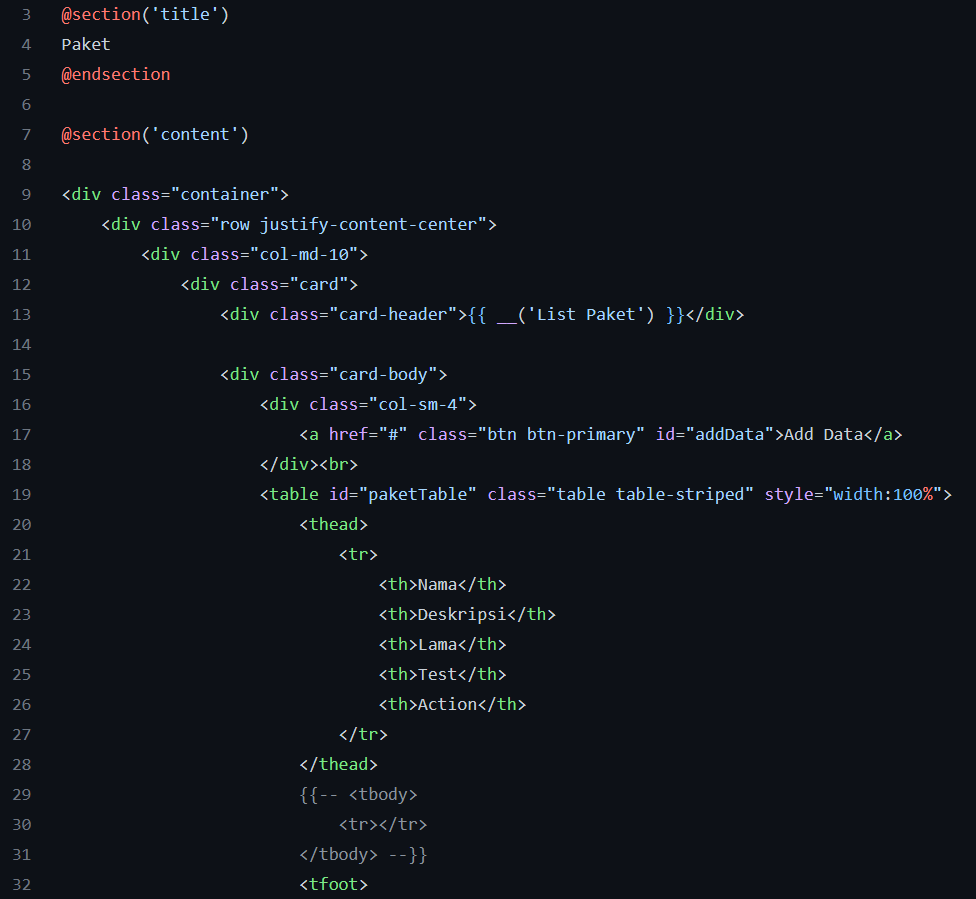 3 @section('title')
4 Paket
5 @endsection
6
7 @section('content')
8
9 <div class="container">
10 <div class="row justify-content-center">
11 <div class="col-md-10">
12 <div class="card">
13 <div class="card-header">{{ __('List Paket') }}</div>
14
15 <div class="card-body">
16 <div class="col-sm-4">
17 <a href="#" class="btn btn-primary" id="addData">Add Data</a>
18 </div><br>
19 <table id="paketTable" class="table table-striped" style="width:100%">
20 <thead>
21 <tr>
22 <th>Nama</th>
23 <th>Deskripsi</th>
24 <th>Lama</th>
25 <th>Test</th>
26 <th>Action</th>
27 </tr>
28 </thead>
29 {{-- <tbody>
30 <tr></tr>
31 </tbody> --}}
32 <tfoot>